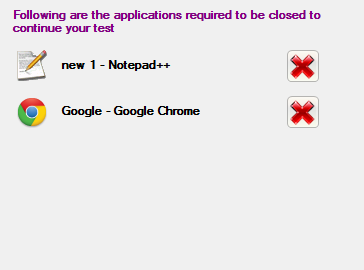 Following are the applications required to be closed to
continue your test
new 1 - Notepad++
Google - Google Chrome